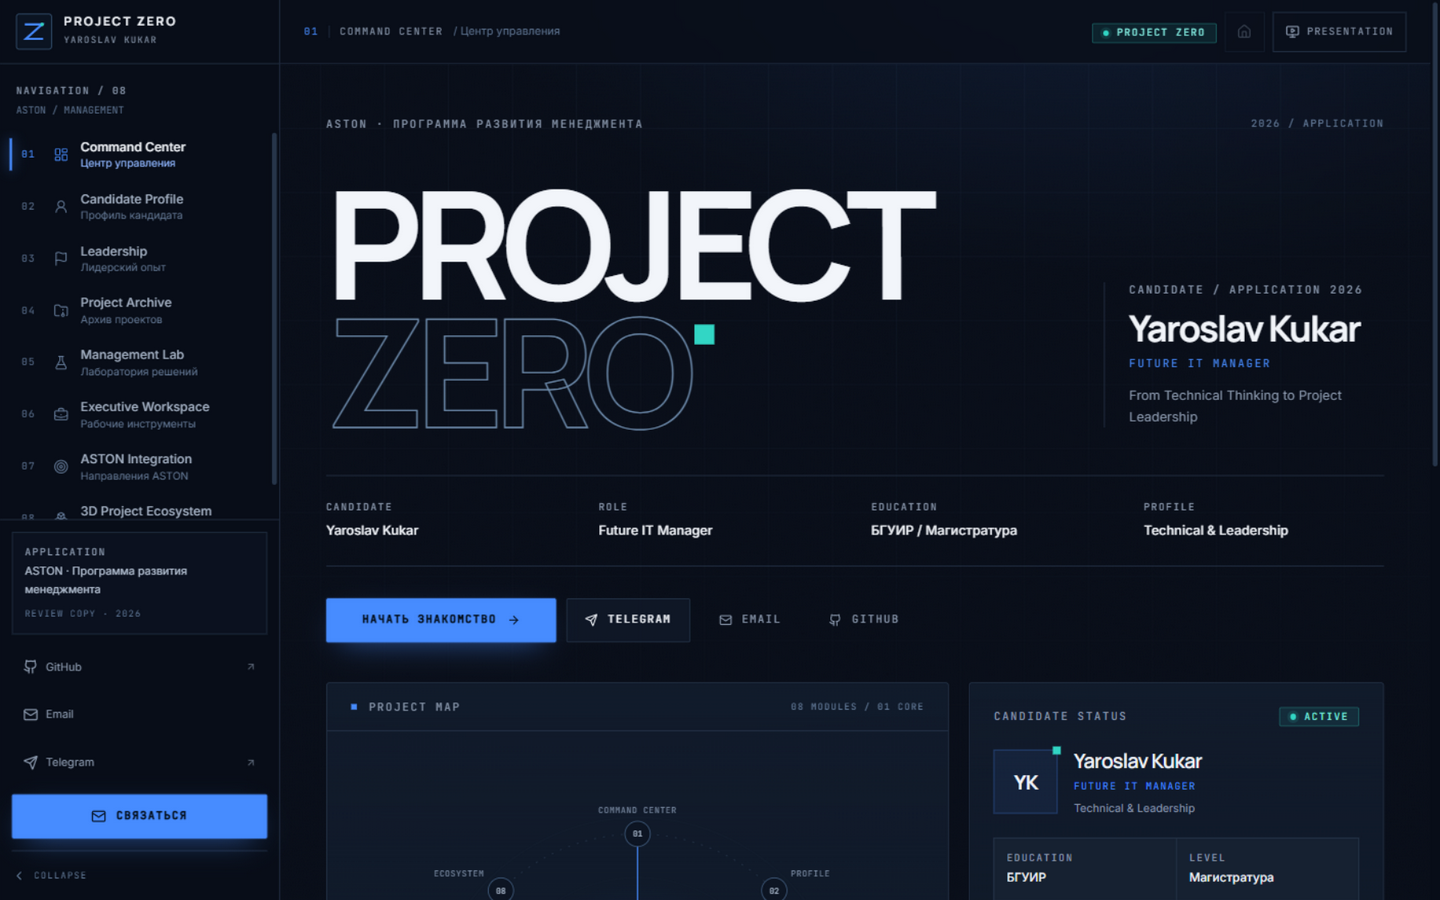 PROJECT ZERO
YAROSLAV KUKAR
NAVIGATION / 08
ASTON / MANAGEMENT
01 Command Center
Центр управления
02 Candidate Profile
Профиль кандидата
03 Leadership
Лидерский опыт
04 Project Archive
Архив проектов
05 Management Lab
Лаборатория решений
06 Executive Workspace
Рабочие инструменты
07 ASTON Integration
Направления ASTON
08 3D Project Ecosystem
APPLICATION
ASTON · Программа развития
менеджмента
REVIEW COPY · 2026
GitHub
Email
Telegram
СВЯЗАТЬСЯ
COLLAPSE
01 COMMAND CENTER / Центр управления
PROJECT ZERO
PRESENTATION
ASTON · ПРОГРАММА РАЗВИТИЯ МЕНЕДЖМЕНТА
2026 / APPLICATION
PROJECT
ZERO
CANDIDATE / APPLICATION 2026
Yaroslav Kukar
FUTURE IT MANAGER
From Technical Thinking to Project
Leadership
CANDIDATE
Yaroslav Kukar
ROLE
Future IT Manager
EDUCATION
БГУИР / Магистратура
PROFILE
Technical & Leadership
НАЧАТЬ ЗНАКОМСТВО
TELEGRAM
EMAIL
GITHUB
PROJECT MAP
08 MODULES / 01 CORE
COMMAND CENTER
01
ECOSYSTEM
08
PROFILE
02
CANDIDATE STATUS
ACTIVE
YK
Yaroslav Kukar
FUTURE IT MANAGER
Technical & Leadership
EDUCATION
БГУИР
LEVEL
Магистратура